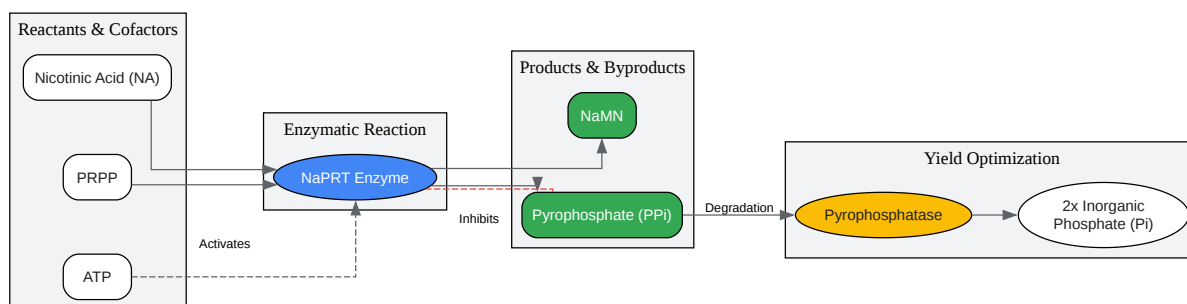 Reactants & Cofactors
Nicotinic Acid (NA)
PRPP
ATP
Activates
Enzymatic Reaction
NaPRT Enzyme
Inhibits
Products & Byproducts
NaMN
Pyrophosphate (PPi)
Degradation
Yield Optimization
Pyrophosphatase
2x Inorganic
Phosphate (Pi)